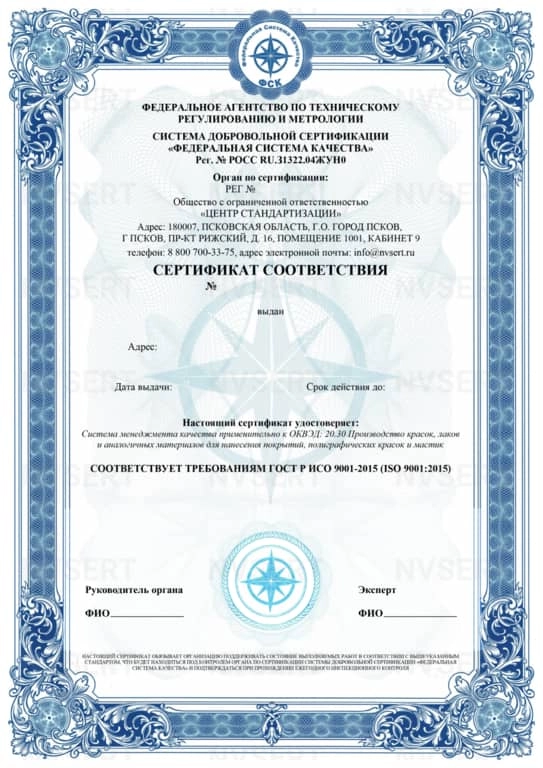 Федеральная Система Качества
ФСК
ФЕДЕРАЛЬНОЕ АГЕНТСТВО ПО ТЕХНИЧЕСКОМУ
РЕГУЛИРОВАНИЮ И МЕТРОЛОГИИ
СИСТЕМА ДОБРОВОЛЬНОЙ СЕРТИФИКАЦИИ
«ФЕДЕРАЛЬНАЯ СИСТЕМА КАЧЕСТВА»
Рег. № РОСС RU.31322.04ЖУН0
Орган по сертификации:
РЕГ №
Общество с ограниченной ответственностью
«ЦЕНТР СТАНДАРТИЗАЦИИ»
Адрес: 180007, ПСКОВСКАЯ ОБЛАСТЬ, Г.О. ГОРОД ПСКОВ,
Г ПСКОВ, ПР-КТ РИЖСКИЙ, Д. 16, ПОМЕЩЕНИЕ 1001, КАБИНЕТ 9
телефон: 8 800 700-33-75, адрес электронной почты: info@nvsert.ru
СЕРТИФИКАТ СООТВЕТСТВИЯ
№
выдан
Адрес:
Дата выдачи: Срок действия до:
Настоящий сертификат удостоверяет:
Система менеджмента качества применительно к ОКВЭД: 20.30 Производство красок, лаков
и аналогичных материалов для нанесения покрытий, полиграфических красок и мастик
СООТВЕТСТВУЕТ ТРЕБОВАНИЯМ ГОСТ Р ИСО 9001-2015 (ISO 9001:2015)
Руководитель органа Эксперт
ФИО ФИО
НАСТОЯЩИЙ СЕРТИФИКАТ ОБЯЗЫВАЕТ ОРГАНИЗАЦИЮ ПОДДЕРЖИВАТЬ СОСТОЯНИЕ ВЫПОЛНЯЕМЫХ РАБОТ В СООТВЕТСТВИИ С ВЫШЕУКАЗАННЫМ
СТАНДАРТОМ, ЧТО БУДЕТ НАХОДИТЬСЯ ПОД КОНТРОЛЕМ ОРГАНА ПО СЕРТИФИКАЦИИ СИСТЕМЫ ДОБРОВОЛЬНОЙ СЕРТИФИКАЦИИ «ФЕДЕРАЛЬНАЯ
СИСТЕМА КАЧЕСТВА» И ПОДТВЕРЖДАТЬСЯ ПРИ ПРОХОЖДЕНИИ ЕЖЕГОДНОГО ИНСПЕКЦИОННОГО КОНТРОЛЯ
NVSERT